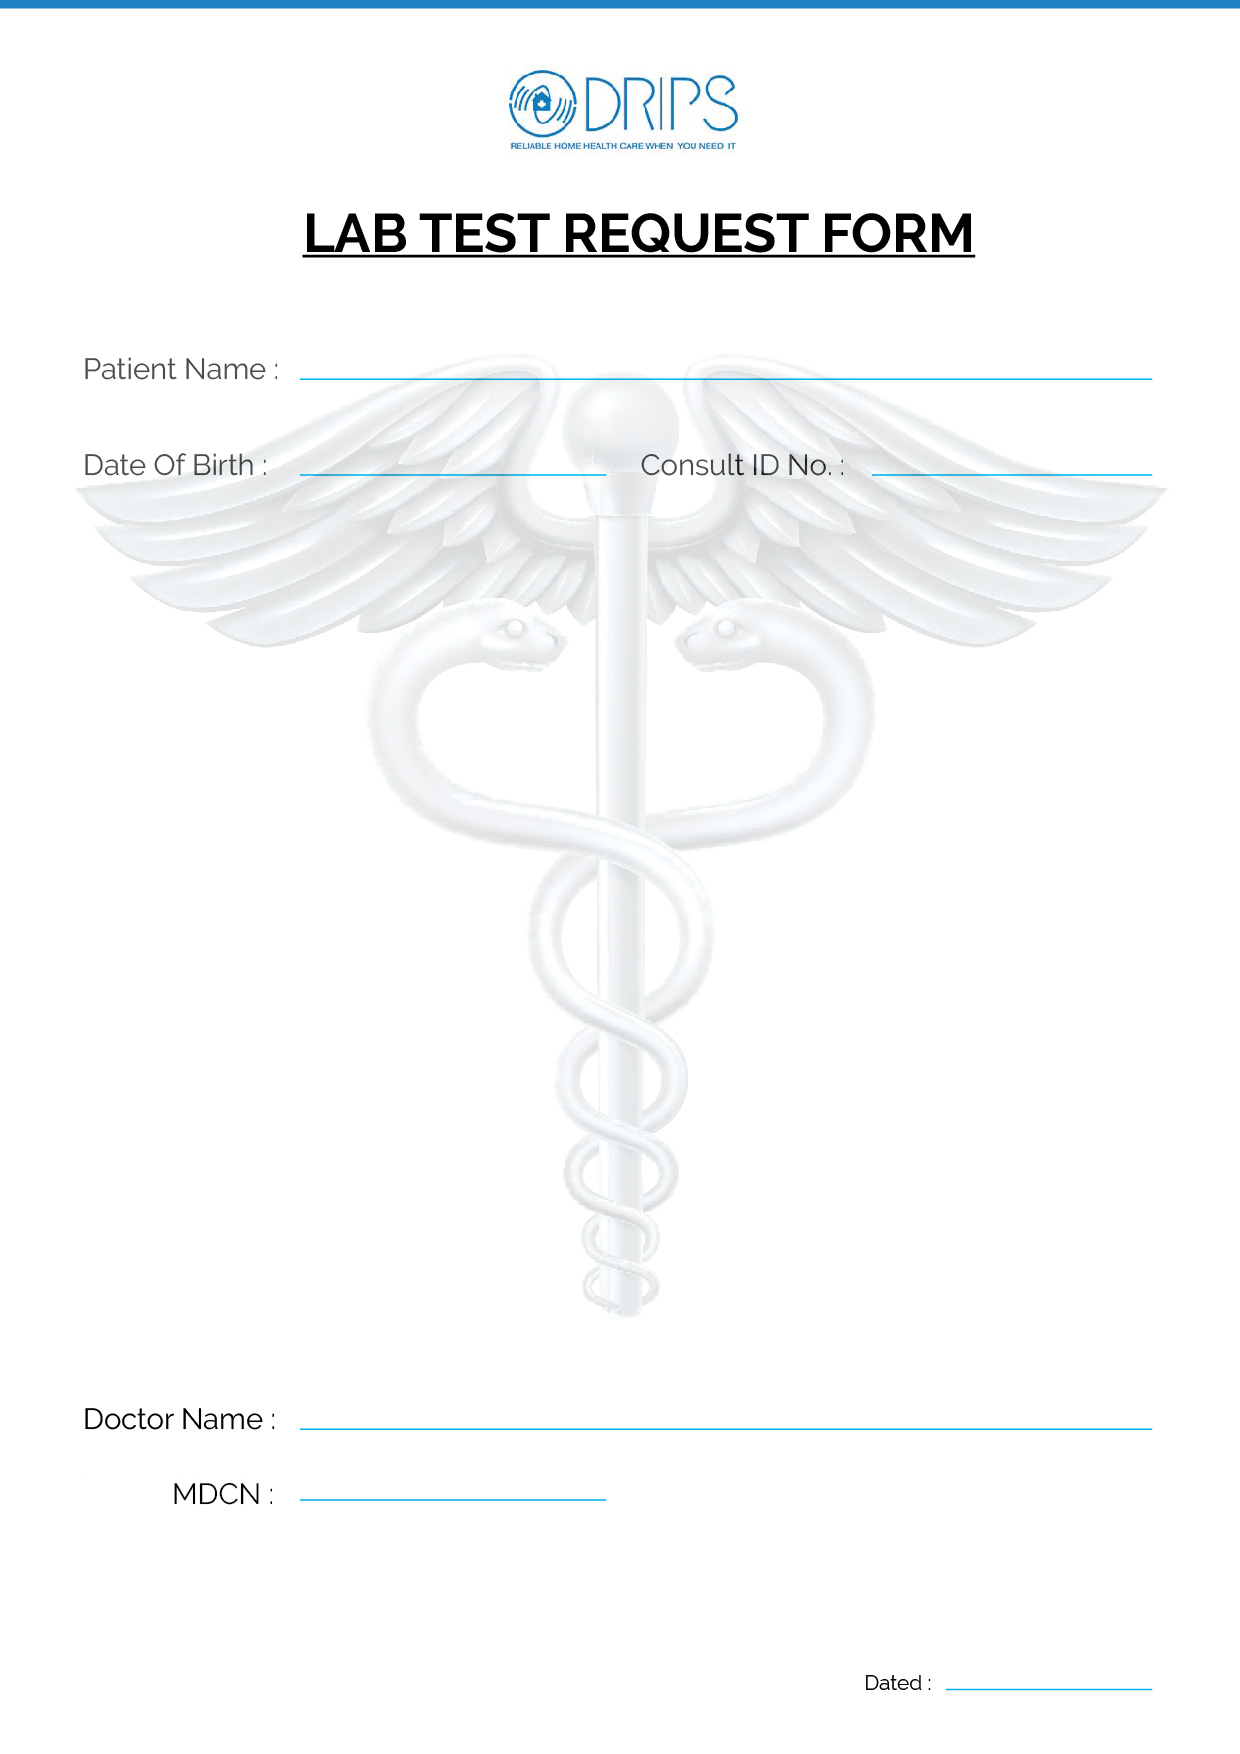 DRIPS
RELIABLE HOME HEALTH CARE WHEN YOU NEED IT
LAB TEST REQUEST FORM
Patient Name :
Date Of Birth : Consult ID No. :
Doctor Name :
MDCN :
Dated :